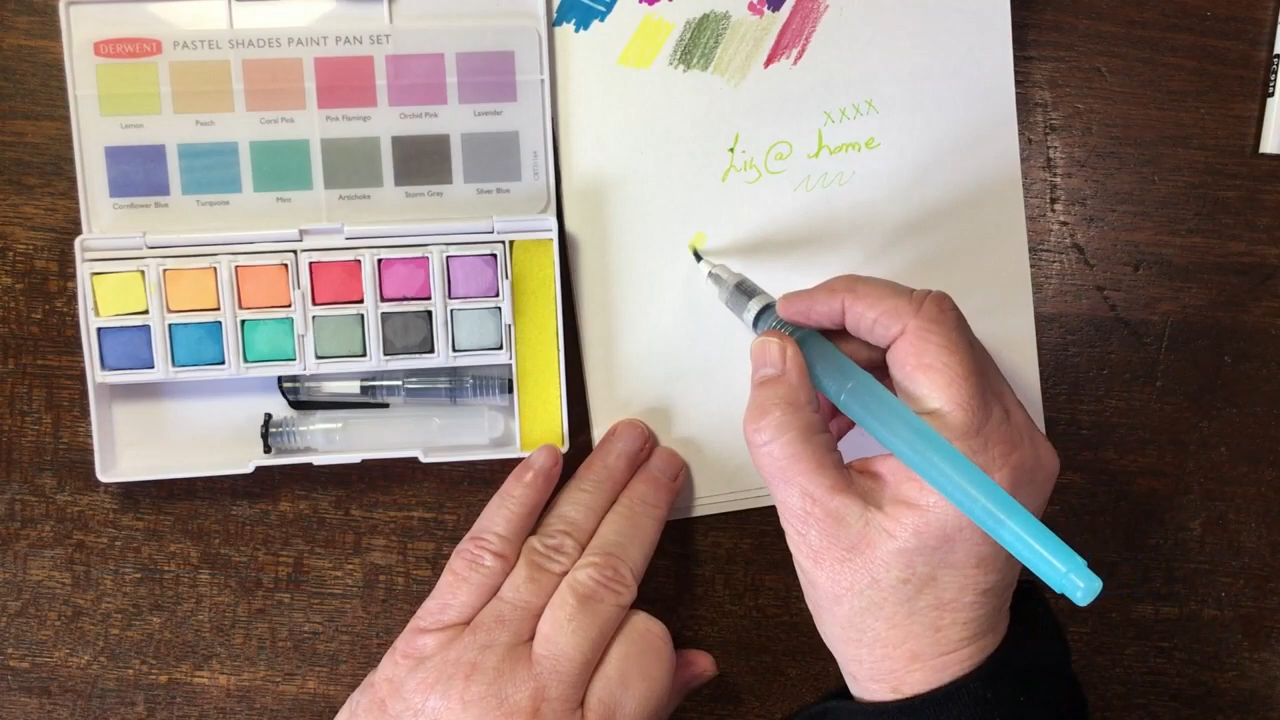 DERWENT PASTEL SHADES PAINT PAN SET
Lemon Peach Coral Pink Pink Flamingo Orchid Pink Lavender
Cornflower Blue Turquoise Mint Artichoke Storm Gray Silver Blue
xxxx
Liz@ home